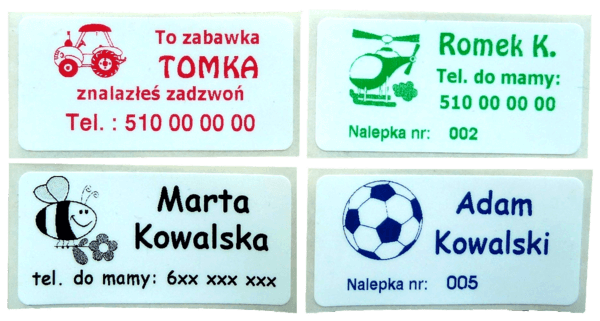 To zabawka
TOMKA
znalazłeś zadzwoń
Tel. : 510 00 00 00
Romek K.
Tel. do mamy:
510 00 00 00
Nalepka nr: 002
Marta
Kowalska
tel. do mamy: 6xx xxx xxx
Adam
Kowalski
Nalepka nr: 005